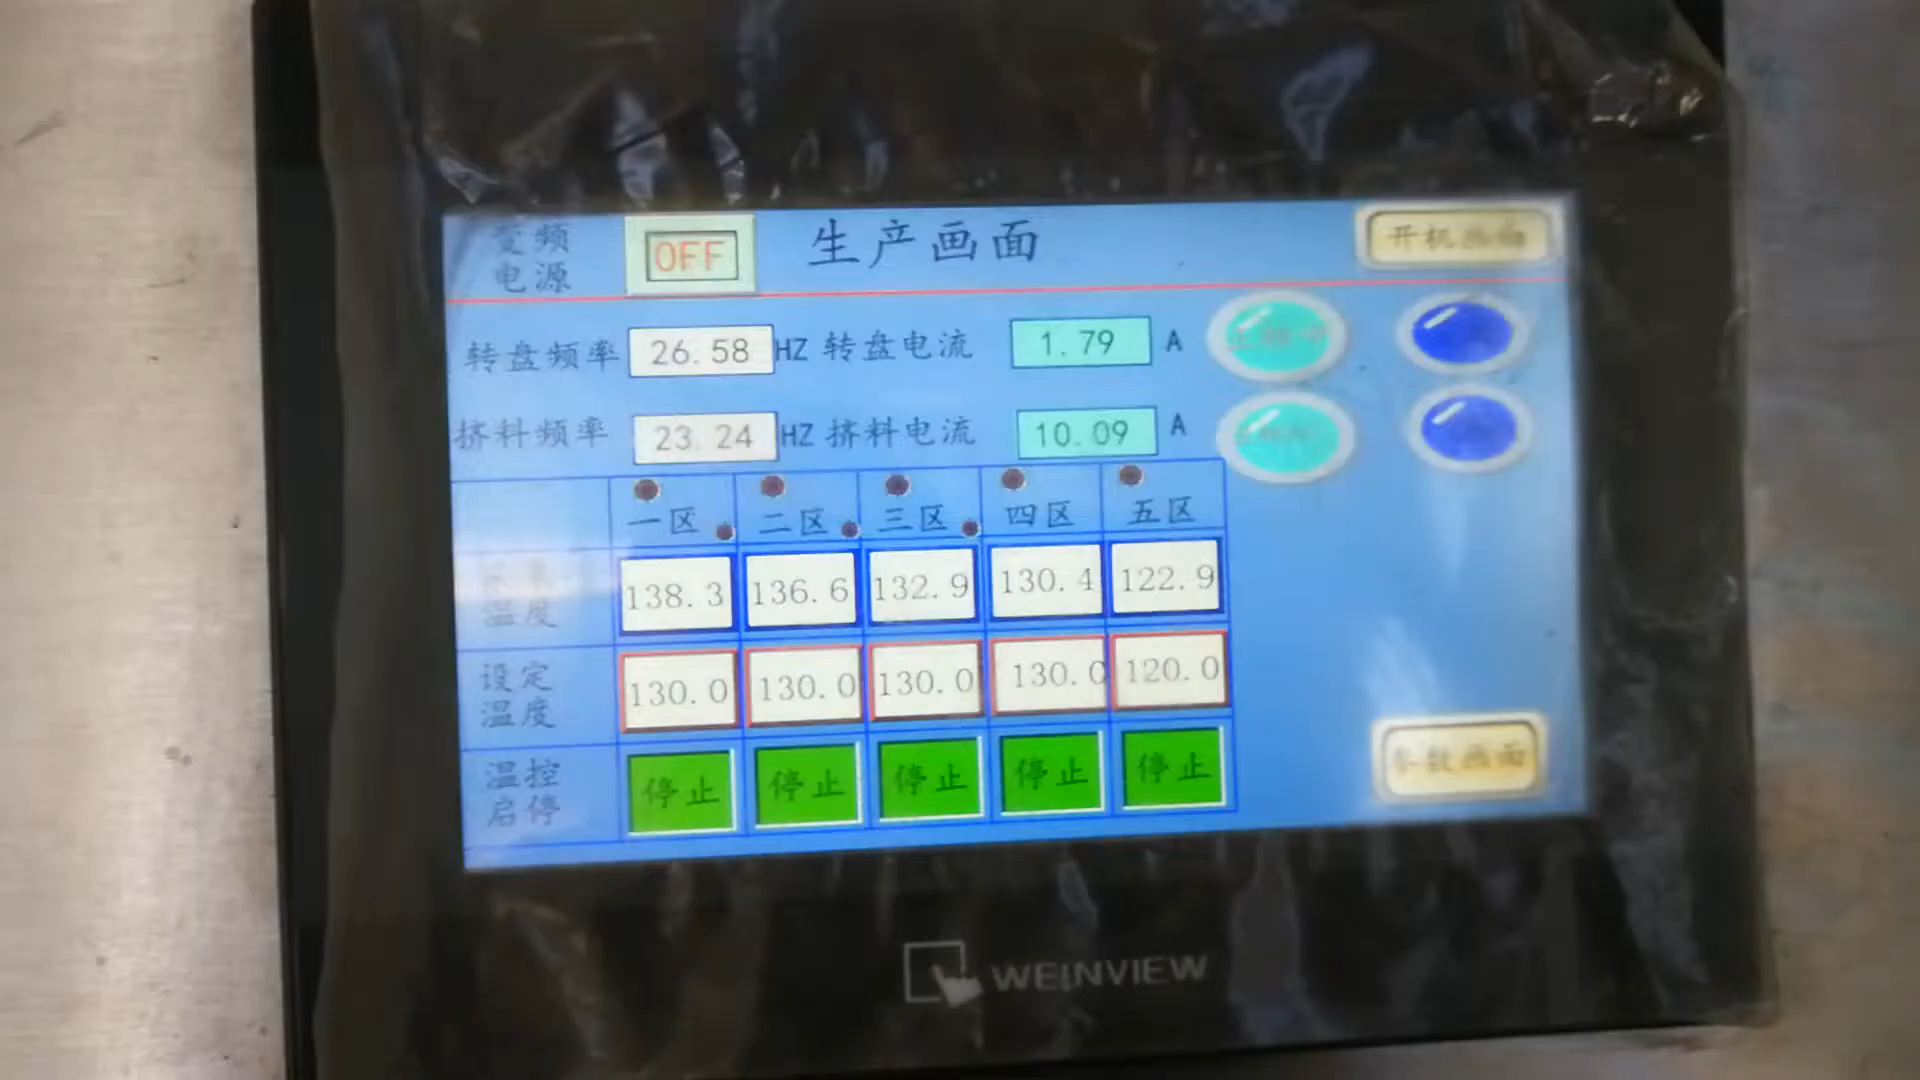 变频
电源
OFF
生产画面
开机画面
转盘频率 26.58 HZ 转盘电流 1.79 A
挤料频率 23.24 HZ 挤料电流 10.09 A
一区 二区 三区 四区 五区
温度 138.3 136.6 132.9 130.4 122.9
设定
温度 130.0 130.0 130.0 130.0 120.0
温控
启停 停止 停止 停止 停止 停止
参数画面
WEINVIEW